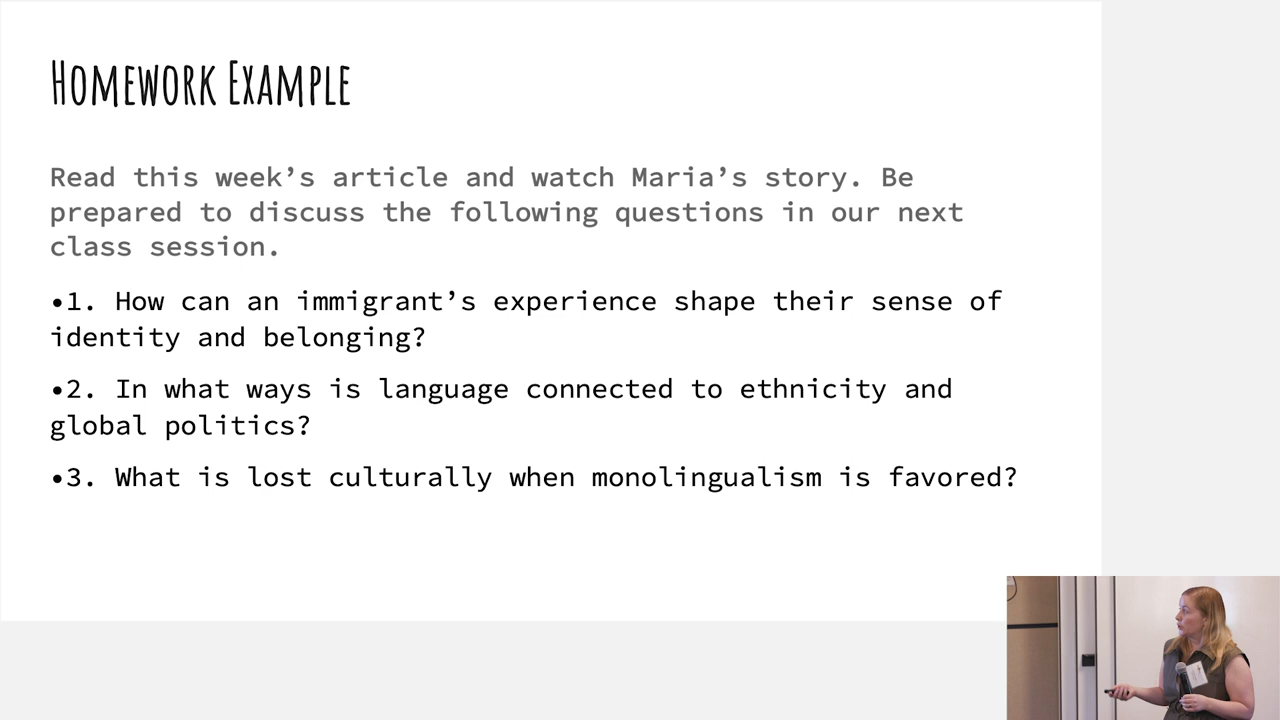 Homework Example
Read this week's article and watch Maria's story. Be
prepared to discuss the following questions in our next
class session.
•1. How can an immigrant's experience shape their sense of
identity and belonging?
•2. In what ways is language connected to ethnicity and
global politics?
•3. What is lost culturally when monolingualism is favored?